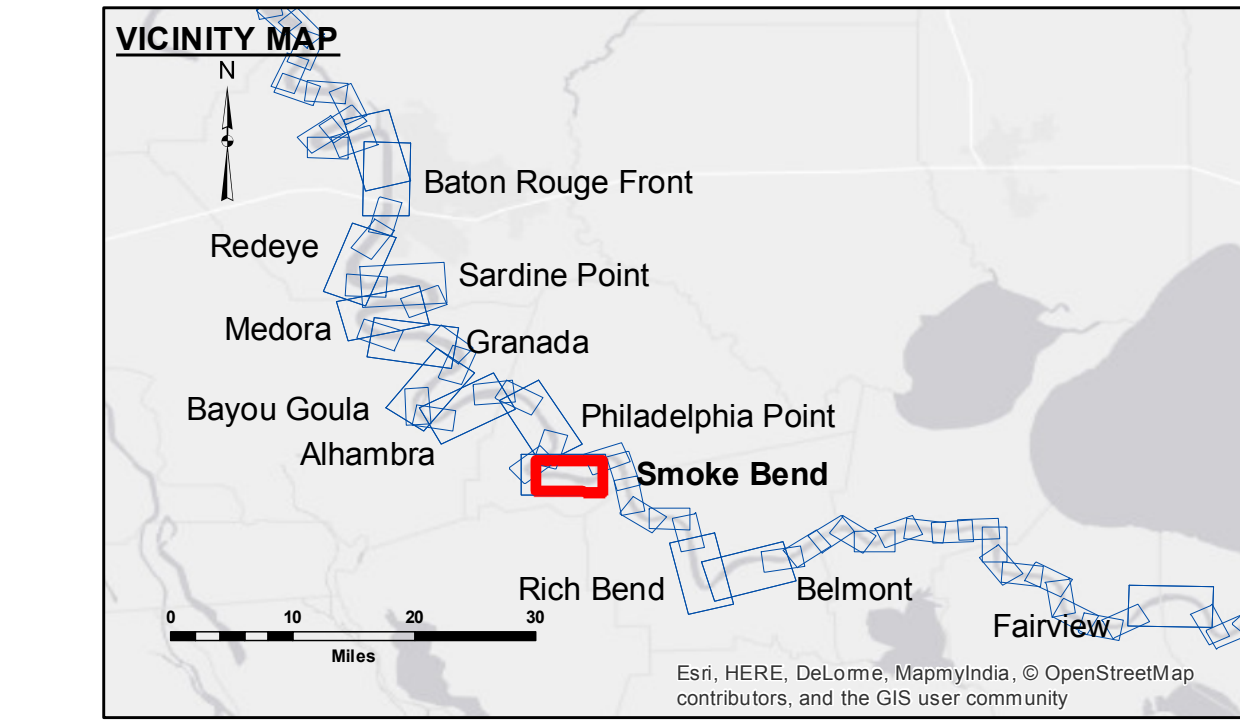 VICINITY MAP
N
Baton Rouge Front
Redeye
Sardine Point
Medora
Granada
Bayou Goula
Philadelphia Point
Alhambra
Smoke Bend
Rich Bend
Belmont
Fairview
0 10 20 30
Miles
Esri, HERE, DeLorme, MapmyIndia, © OpenStreetMap
contributors, and the GIS user community